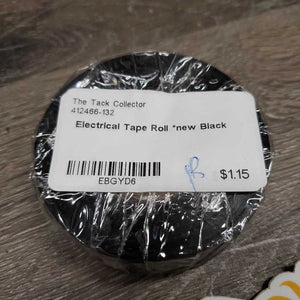 The Tack Collector
412466-132
Electrical Tape Roll *new Black
EBGYD6
$1.15